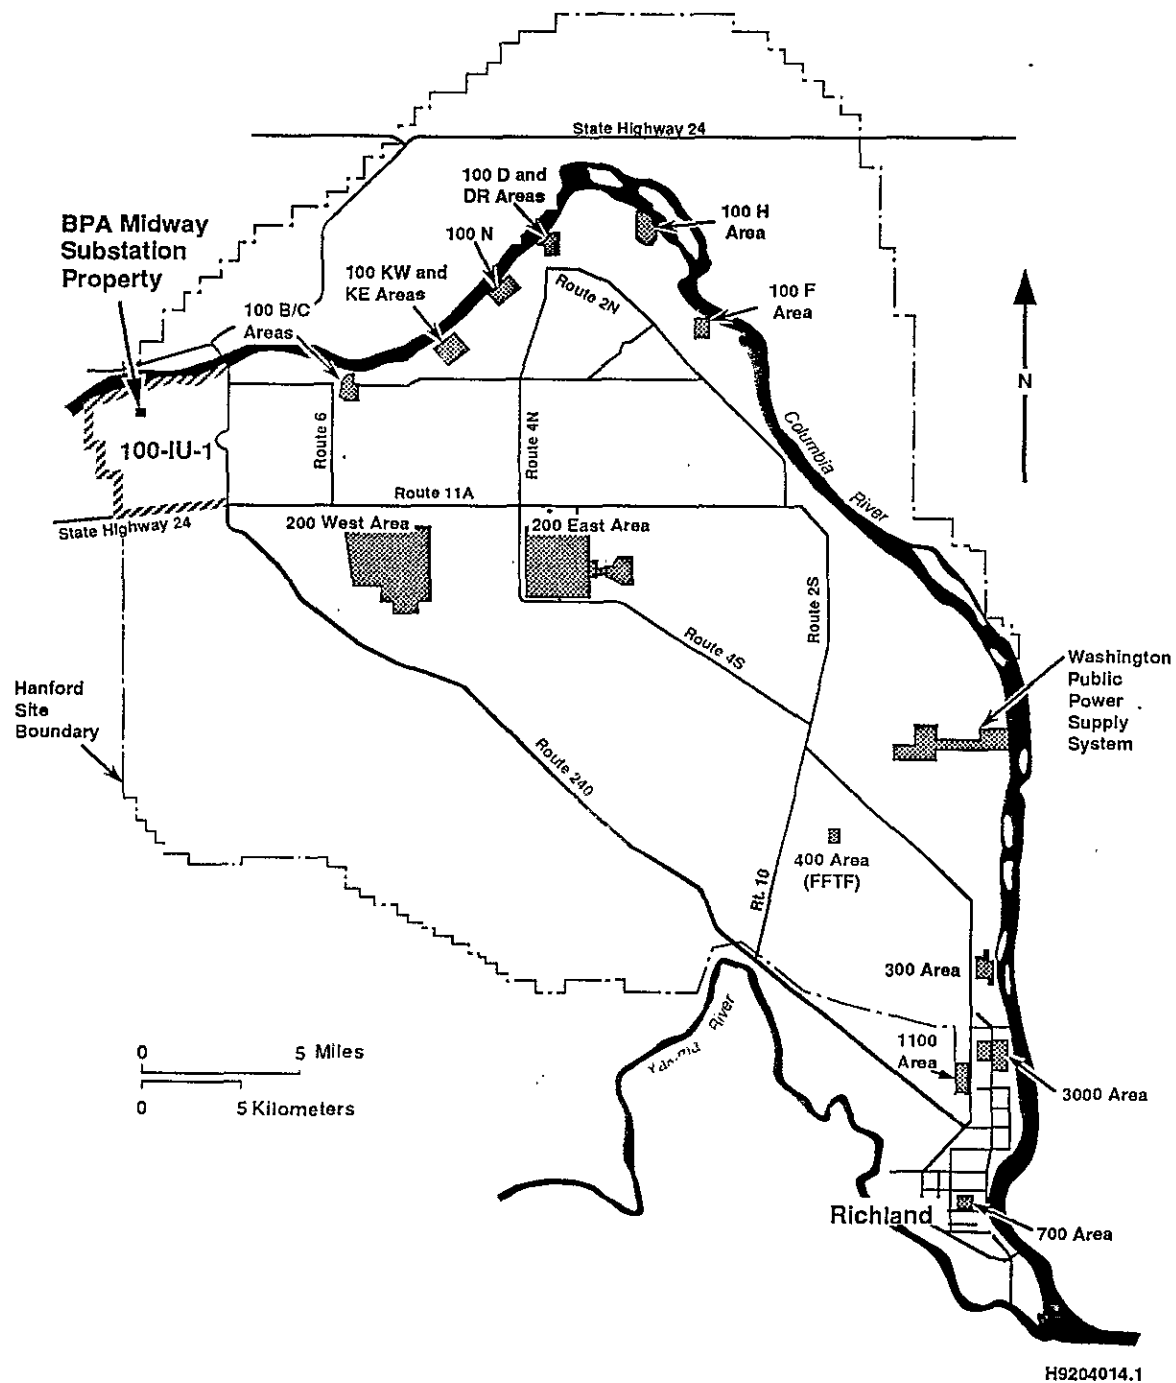 State Highway 24
100 D and
DR Areas
100 H
Area
BPA Midway
Substation
Property
100 N
100 KW and
KE Areas
Route 2N
100 F
Area
100 B/C
Areas
N
Columbia
River
Route 6
Route 4N
100-IU-1
Route 11A
State Highway 24
200 West Area
200 East Area
Route 2S
Route 4S
Washington
Public
Power
Supply
System
Hanford
Site
Boundary
Route 240
400 Area
(FFTF)
Rt. 10
300 Area
River
1100
Area
0 5 Miles
0 5 Kilometers
3000 Area
Richland
700 Area
H9204014.1